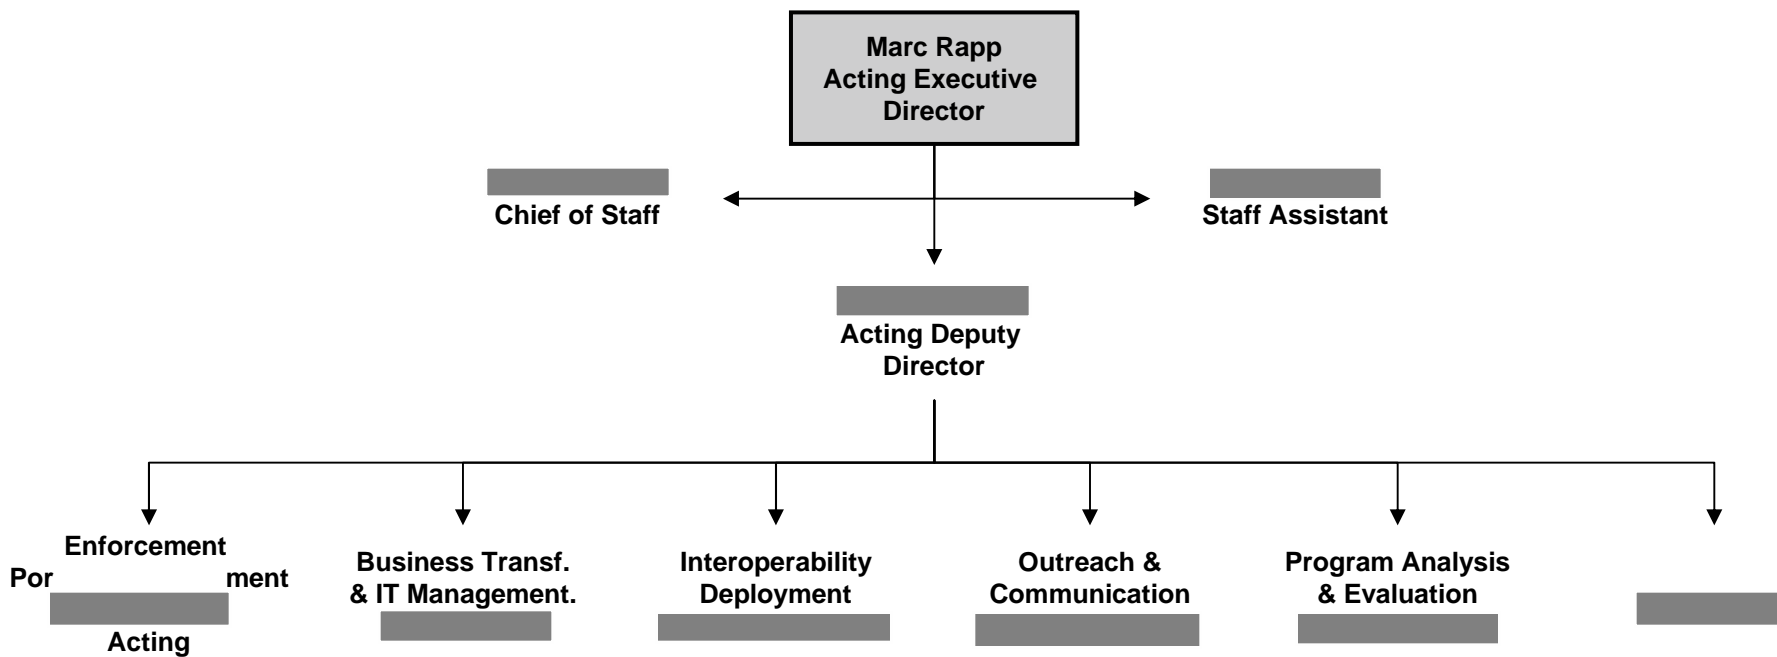 Marc Rapp
Acting Executive
Director
Chief of Staff
Staff Assistant
Acting Deputy
Director
Enforcement
Por ment
Acting
Business Transf.
& IT Management.
Interoperability
Deployment
Outreach &
Communication
Program Analysis
& Evaluation